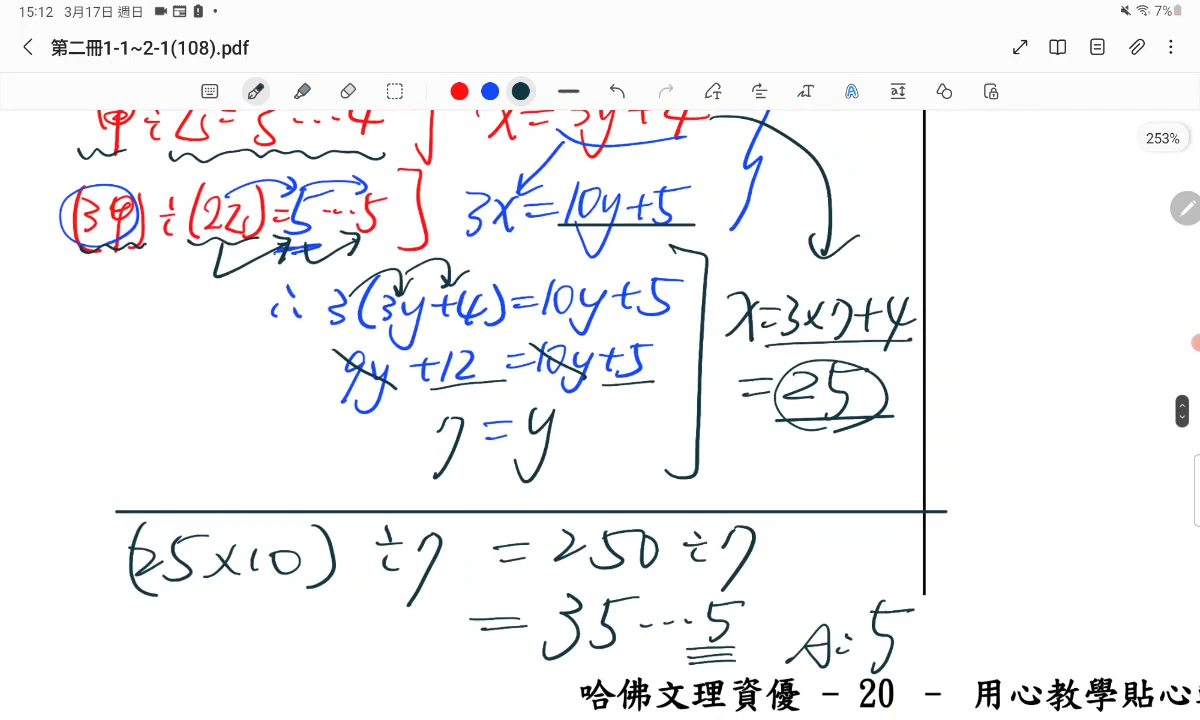 15:12 3月17日 週日
7%
第二冊1-1~2-1(108).pdf
253%
甲÷乙=3…4
x=3y+4
(3甲)÷(2乙)=5…5
3x=10y+5
∴ 3(3y+4)=10y+5
9y+12=10y+5
7=y
x=3×7+4
=25
(25×10)÷7=250÷7
=35…5
A:5
哈佛文理資優 - 20 - 用心教學貼心